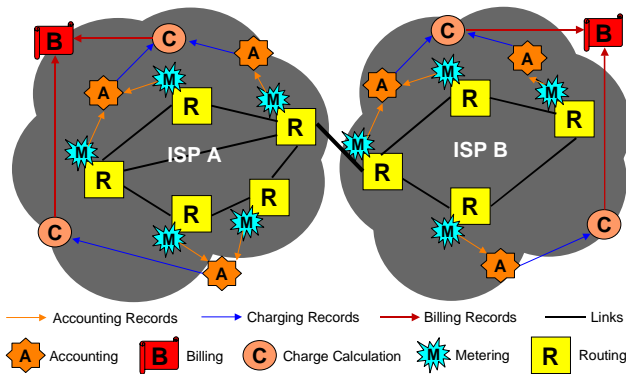 B
C
A
C
A
B
A
M
M
R
R
M
R
ISP A
R
R
M
M
C
A
A
M
R
M
R
M
R
ISP B
R
M
C
A
Accounting Records
Charging Records
Billing Records
Links
A Accounting
B Billing
C Charge Calculation
M Metering
R Routing